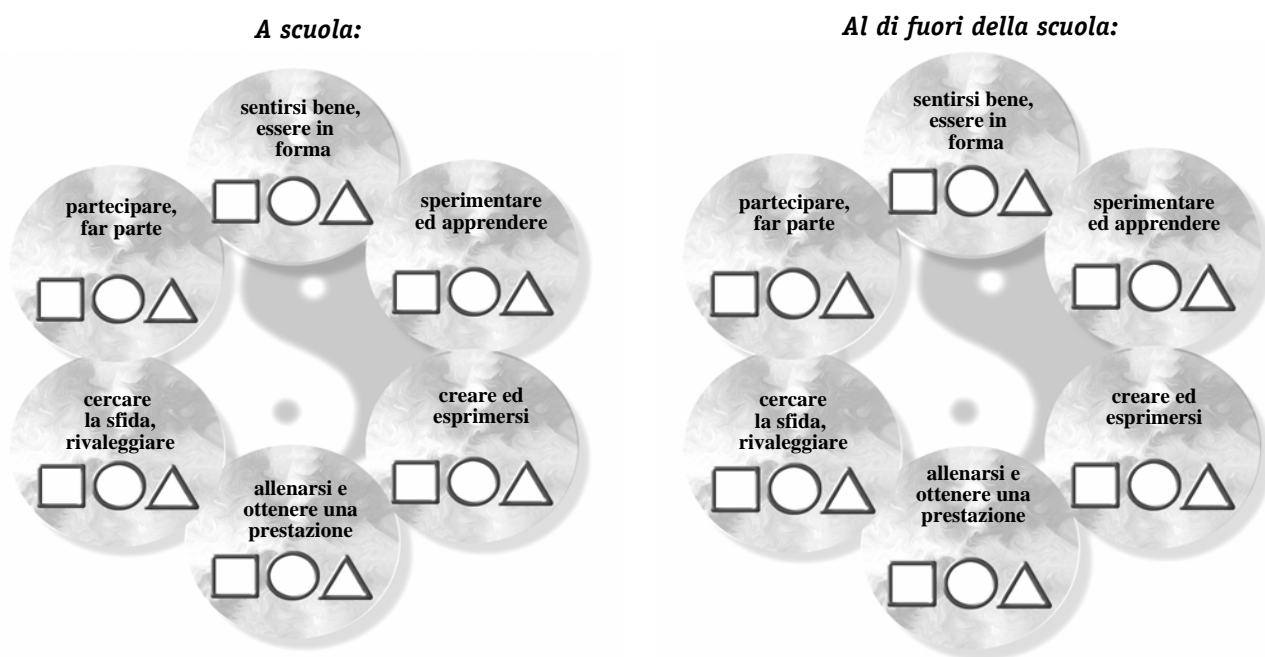 A scuola:
sentirsi bene,
essere in
forma
partecipare,
far parte
sperimentare
ed apprendere
cercare
la sfida,
rivaleggiare
creare ed
esprimersi
allenarsi e
ottenere una
prestazione
Al di fuori della scuola:
sentirsi bene,
essere in
forma
partecipare,
far parte
sperimentare
ed apprendere
cercare
la sfida,
rivaleggiare
creare ed
esprimersi
allenarsi e
ottenere una
prestazione